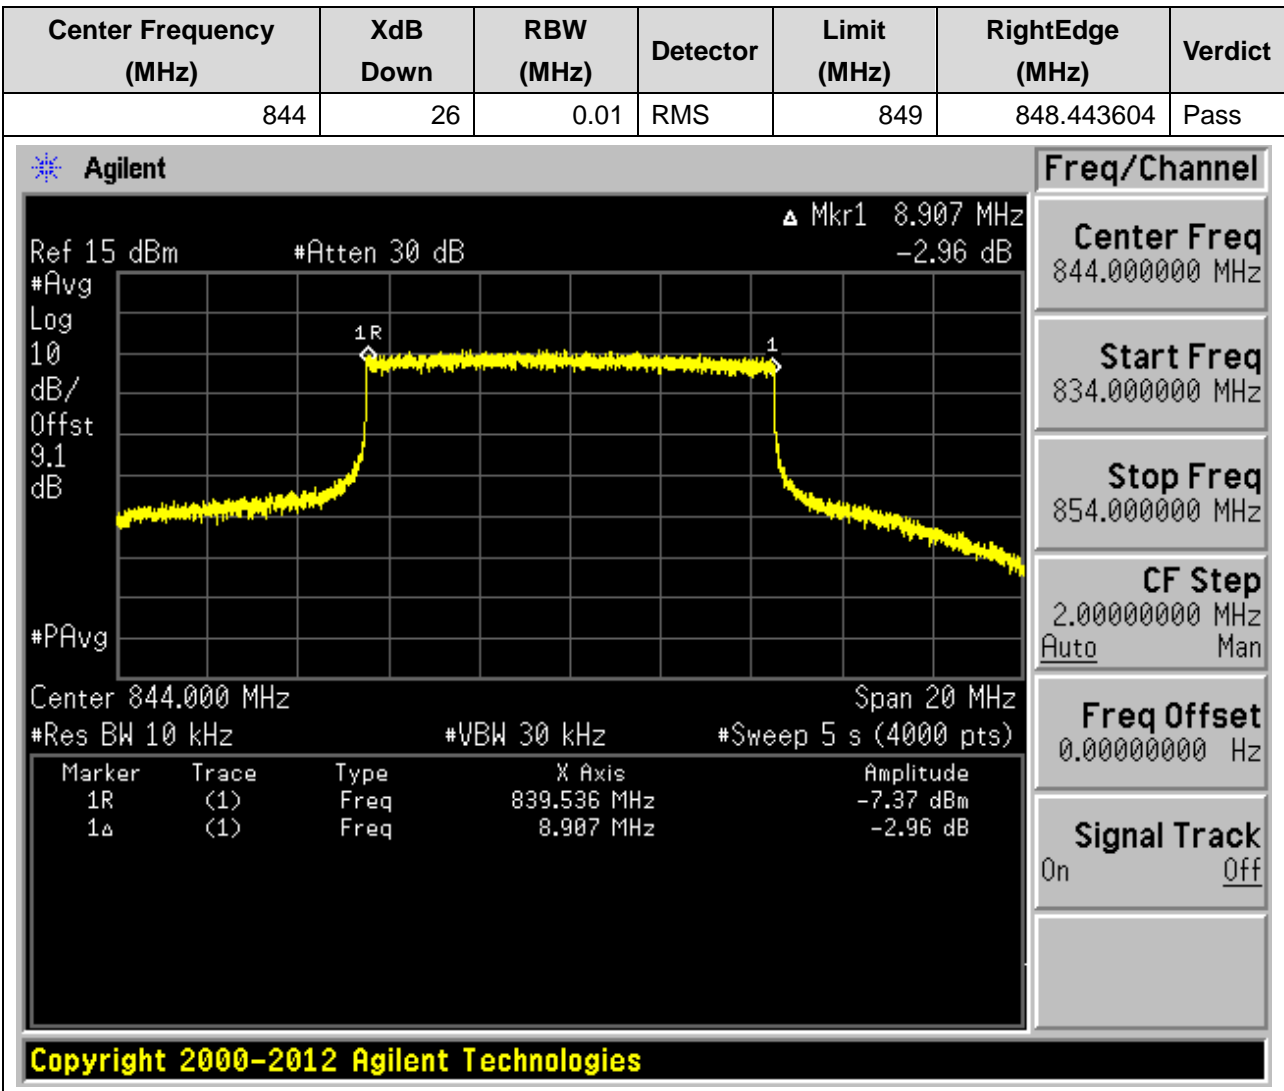 Center Frequency (MHz) XdB Down RBW (MHz) Detector Limit (MHz) RightEdge (MHz) Verdict
844 26 0.01 RMS 849 848.443604 Pass
Agilent
Freq/Channel
Δ Mkr1 8.907 MHz
Ref 15 dBm #Atten 30 dB -2.96 dB
#Avg
Log
10
dB/
Offst
9.1
dB
1R
1
#PAvg
Center 844.000 MHz Span 20 MHz
#Res BW 10 kHz #VBW 30 kHz #Sweep 5 s (4000 pts)
Marker Trace Type X Axis Amplitude
1R (1) Freq 839.536 MHz -7.37 dBm
1Δ (1) Freq 8.907 MHz -2.96 dB
Center Freq
844.000000 MHz
Start Freq
834.000000 MHz
Stop Freq
854.000000 MHz
CF Step
2.00000000 MHz
Auto Man
Freq Offset
0.00000000 Hz
Signal Track
On Off
Copyright 2000-2012 Agilent Technologies